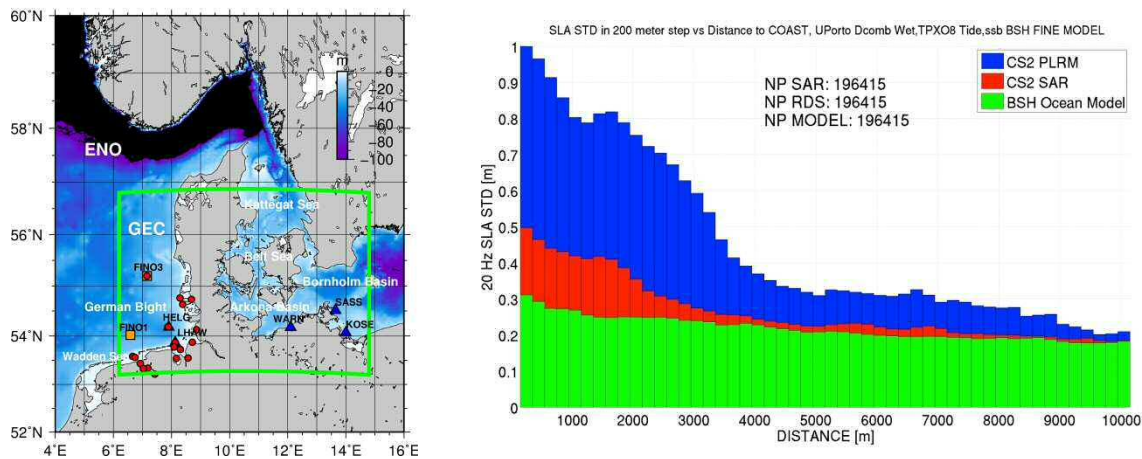 60°N
59°N
58°N
56°N
55°N
54°N
53°N
52°N
4°E
6°E
8°E
10°E
12°E
14°E
16°E
m
0
−20
−40
−60
−80
−100
ENO
Kattegat Sea
GEC
FINO3
Belt Sea
Bornholm Basin
German Bight
HELG
Arkona Basin
SASS
WARN
FINO1
LHAW
KOSE
Wadden Sea
SLA STD in 200 meter step vs Distance to COAST, UPorto Dcomb Wet,TPXO8 Tide,ssb BSH FINE MODEL
CS2 PLRM
CS2 SAR
BSH Ocean Model
NP SAR: 196415
NP RDS: 196415
NP MODEL: 196415
20 Hz SLA STD [m]
1
0.9
0.8
0.7
0.6
0.5
0.4
0.3
0.2
0.1
0
1000
2000
3000
4000
5000
6000
7000
8000
9000
10000
DISTANCE [m]